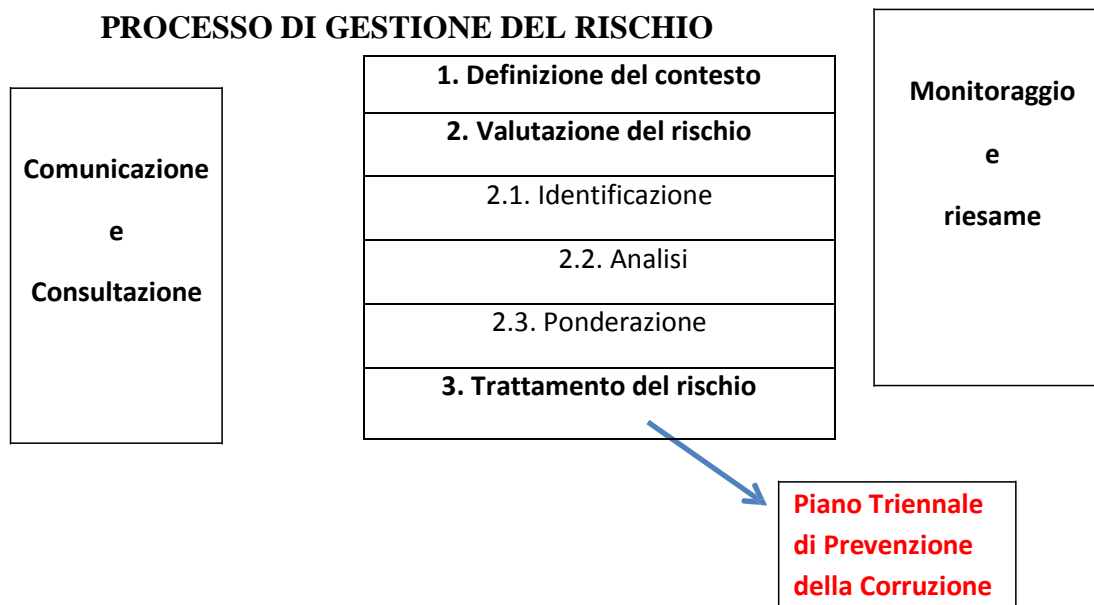 PROCESSO DI GESTIONE DEL RISCHIO
Comunicazione
e
Consultazione
1. Definizione del contesto
2. Valutazione del rischio
2.1. Identificazione
2.2. Analisi
2.3. Ponderazione
3. Trattamento del rischio
Monitoraggio
e
riesame
Piano Triennale
di Prevenzione
della Corruzione